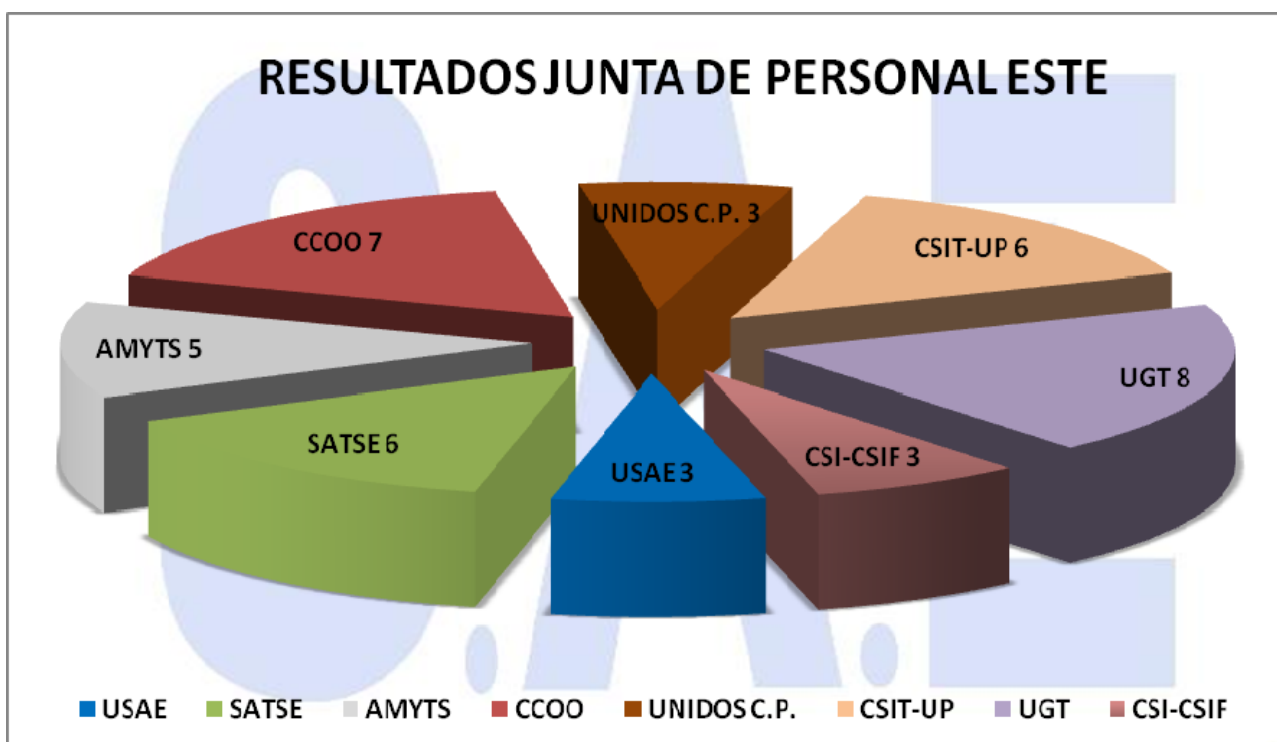 RESULTADOS JUNTA DE PERSONAL ESTE
UNIDOS C.P. 3
CCOO 7
CSIT-UP 6
AMYTS 5
UGT 8
SATSE 6
USAE 3
CSI-CSIF 3
S.A.E
USAE SATSE AMYTS CCOO UNIDOS C.P. CSIT-UP UGT CSI-CSIF